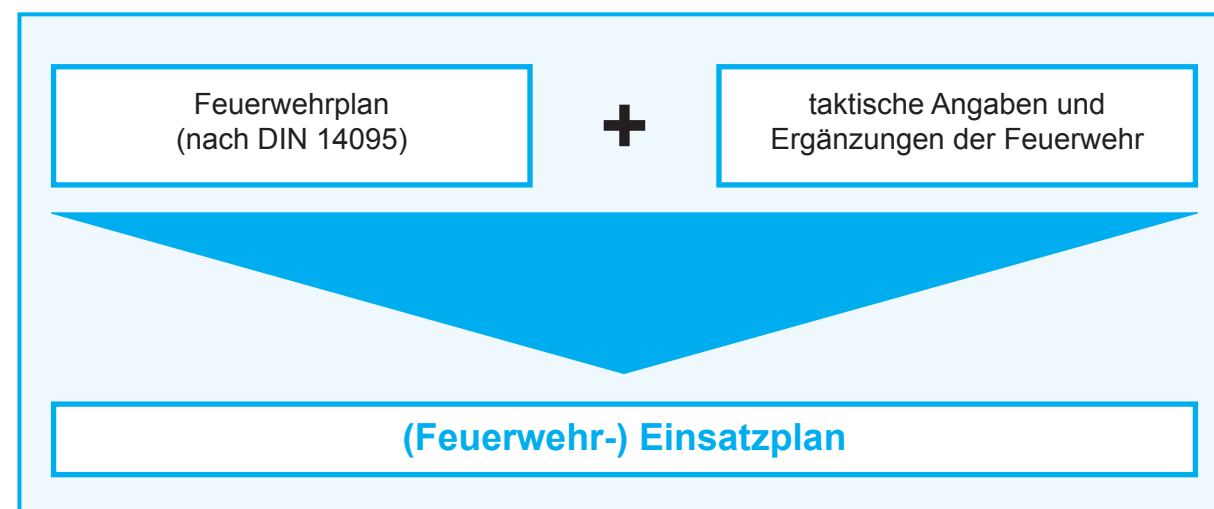 Feuerwehrplan
(nach DIN 14095)
+
taktische Angaben und
Ergänzungen der Feuerwehr
(Feuerwehr-) Einsatzplan